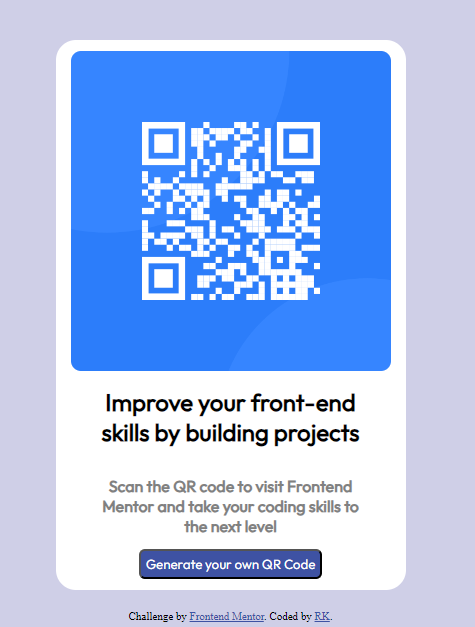 Improve your front-end
skills by building projects
Scan the QR code to visit Frontend
Mentor and take your coding skills to
the next level
Generate your own QR Code
Challenge by Frontend Mentor. Coded by RK.